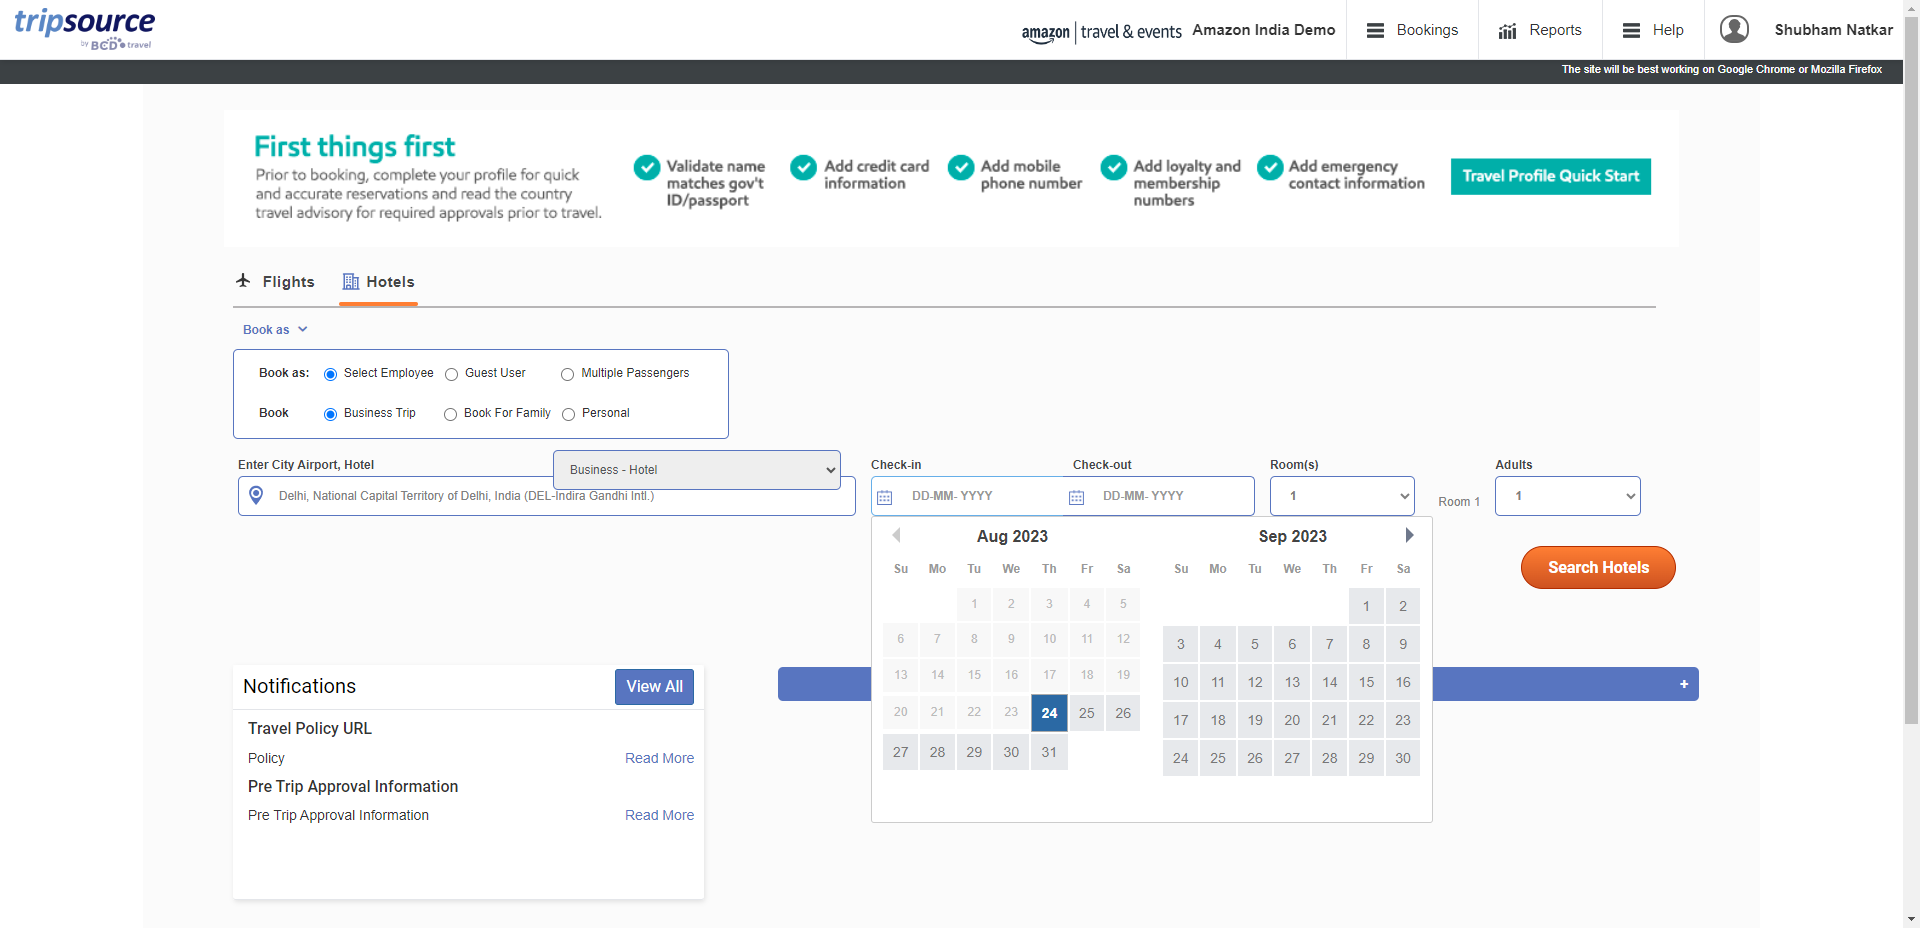 tripsource
by BCD travel
amazon | travel & events Amazon India Demo
Bookings
Reports
Help
Shubham Natkar
The site will be best working on Google Chrome or Mozilla Firefox
First things first
Prior to booking, complete your profile for quick
and accurate reservations and read the country
travel advisory for required approvals prior to travel.
Validate name
matches gov't
ID/passport
Add credit card
information
Add mobile
phone number
Add loyalty and
membership
numbers
Add emergency
contact information
Travel Profile Quick Start
Flights
Hotels
Book as
Book as: Select Employee Guest User Multiple Passengers
Book Business Trip Book For Family Personal
Enter City Airport, Hotel
Business - Hotel
Delhi, National Capital Territory of Delhi, India (DEL-Indira Gandhi Intl.)
Check-in
DD-MM- YYYY
Check-out
DD-MM- YYYY
Room(s)
1
Room 1
Adults
1
Aug 2023
Su Mo Tu We Th Fr Sa
1 2 3 4 5
6 7 8 9 10 11 12
13 14 15 16 17 18 19
20 21 22 23 24 25 26
27 28 29 30 31
Sep 2023
Su Mo Tu We Th Fr Sa
1 2
3 4 5 6 7 8 9
10 11 12 13 14 15 16
17 18 19 20 21 22 23
24 25 26 27 28 29 30
Search Hotels
Notifications
View All
Travel Policy URL
Policy Read More
Pre Trip Approval Information
Pre Trip Approval Information Read More
+